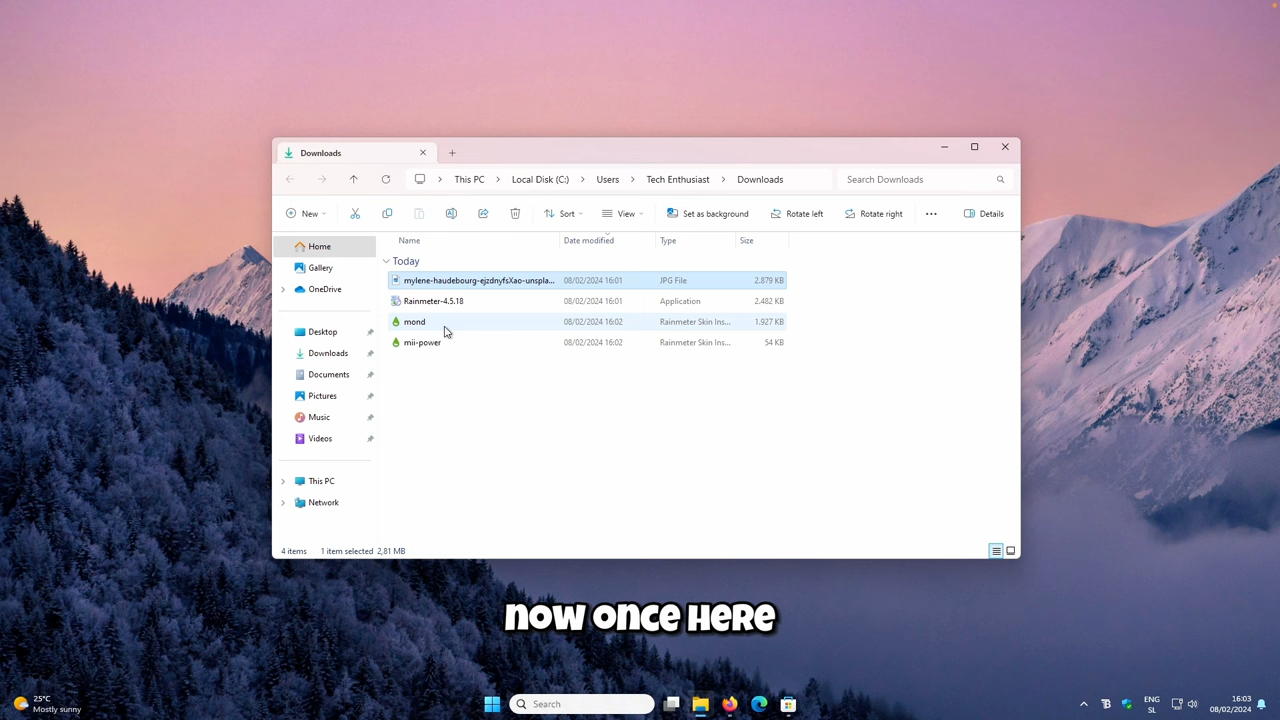 Downloads
This PC
Local Disk (C:)
Users
Tech Enthusiast
Downloads
Search Downloads
New
Sort
View
Set as background
Rotate left
Rotate right
Details
Home
Gallery
OneDrive
Desktop
Downloads
Documents
Pictures
Music
Videos
This PC
Network
Name Date modified Type Size
Today
mylene-haudebourg-ejzdnyfsXao-unspla... 08/02/2024 16:01 JPG File 2.879 KB
Rainmeter-4.5.18 08/02/2024 16:01 Application 2.482 KB
mond 08/02/2024 16:02 Rainmeter Skin Ins... 1.927 KB
mii-power 08/02/2024 16:02 Rainmeter Skin Ins... 54 KB
4 items 1 item selected 2,81 MB
now once here
25°C
Mostly sunny
Search
ENG
SL
16:03
08/02/2024